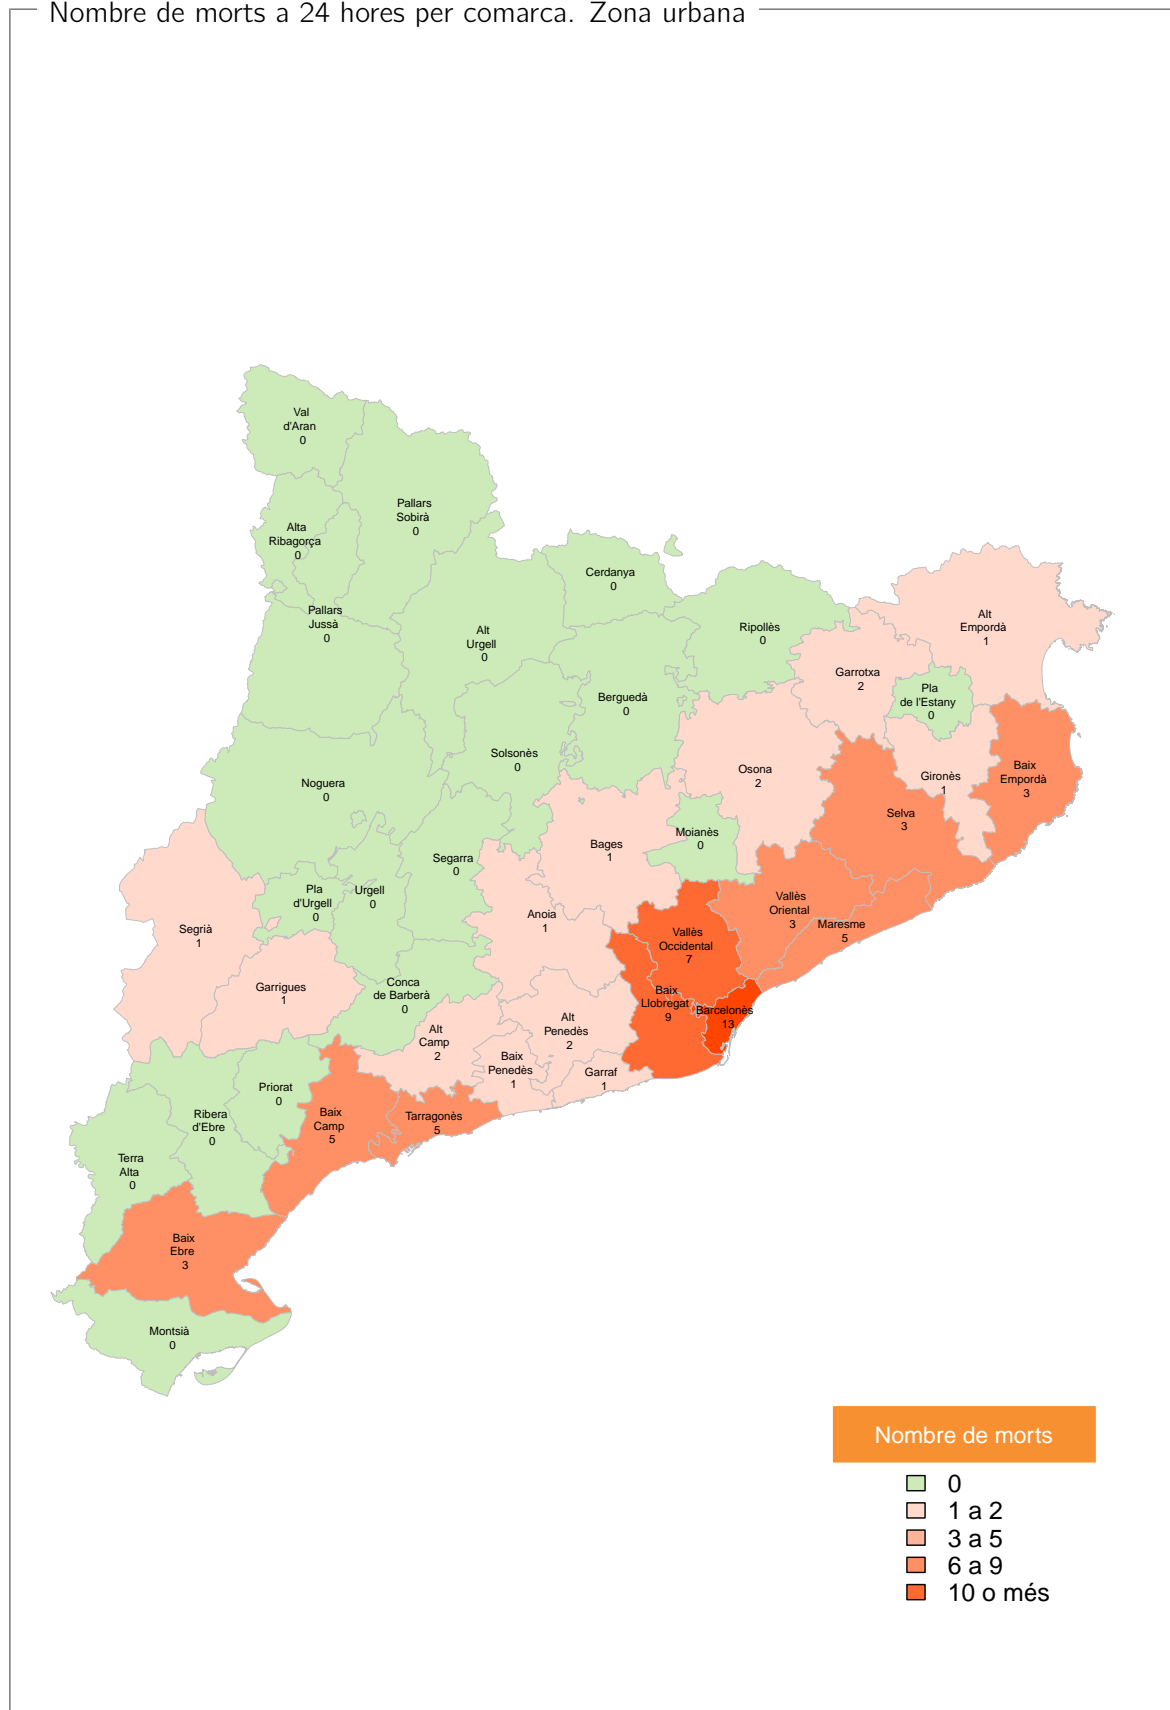 Nombre de morts a 24 hores per comarca. Zona urbana
Val
d'Aran
0
Pallars
Sobirà
0
Alta
Ribagorça
0
Cerdanya
0
Pallars
Jussà
0
Alt
Urgell
0
Ripollès
0
Alt
Empordà
1
Garrotxa
2
Pla
de l'Estany
0
Berguedà
0
Solsonès
0
Noguera
0
Osona
2
Gironès
1
Baix
Empordà
3
Selva
3
Moianès
0
Bages
1
Segarra
0
Pla
d'Urgell
0
Urgell
0
Segrià
1
Anoia
1
Vallès
Oriental
3
Maresme
5
Vallès
Occidental
7
Garrigues
1
Conca
de Barberà
0
Baix
Llobregat
9
Barcelonès
13
Alt
Camp
2
Alt
Penedès
2
Baix
Penedès
1
Garraf
1
Priorat
0
Ribera
d'Ebre
0
Baix
Camp
5
Tarragonès
5
Terra
Alta
0
Baix
Ebre
3
Montsià
0
Nombre de morts
0
1 a 2
3 a 5
6 a 9
10 o més